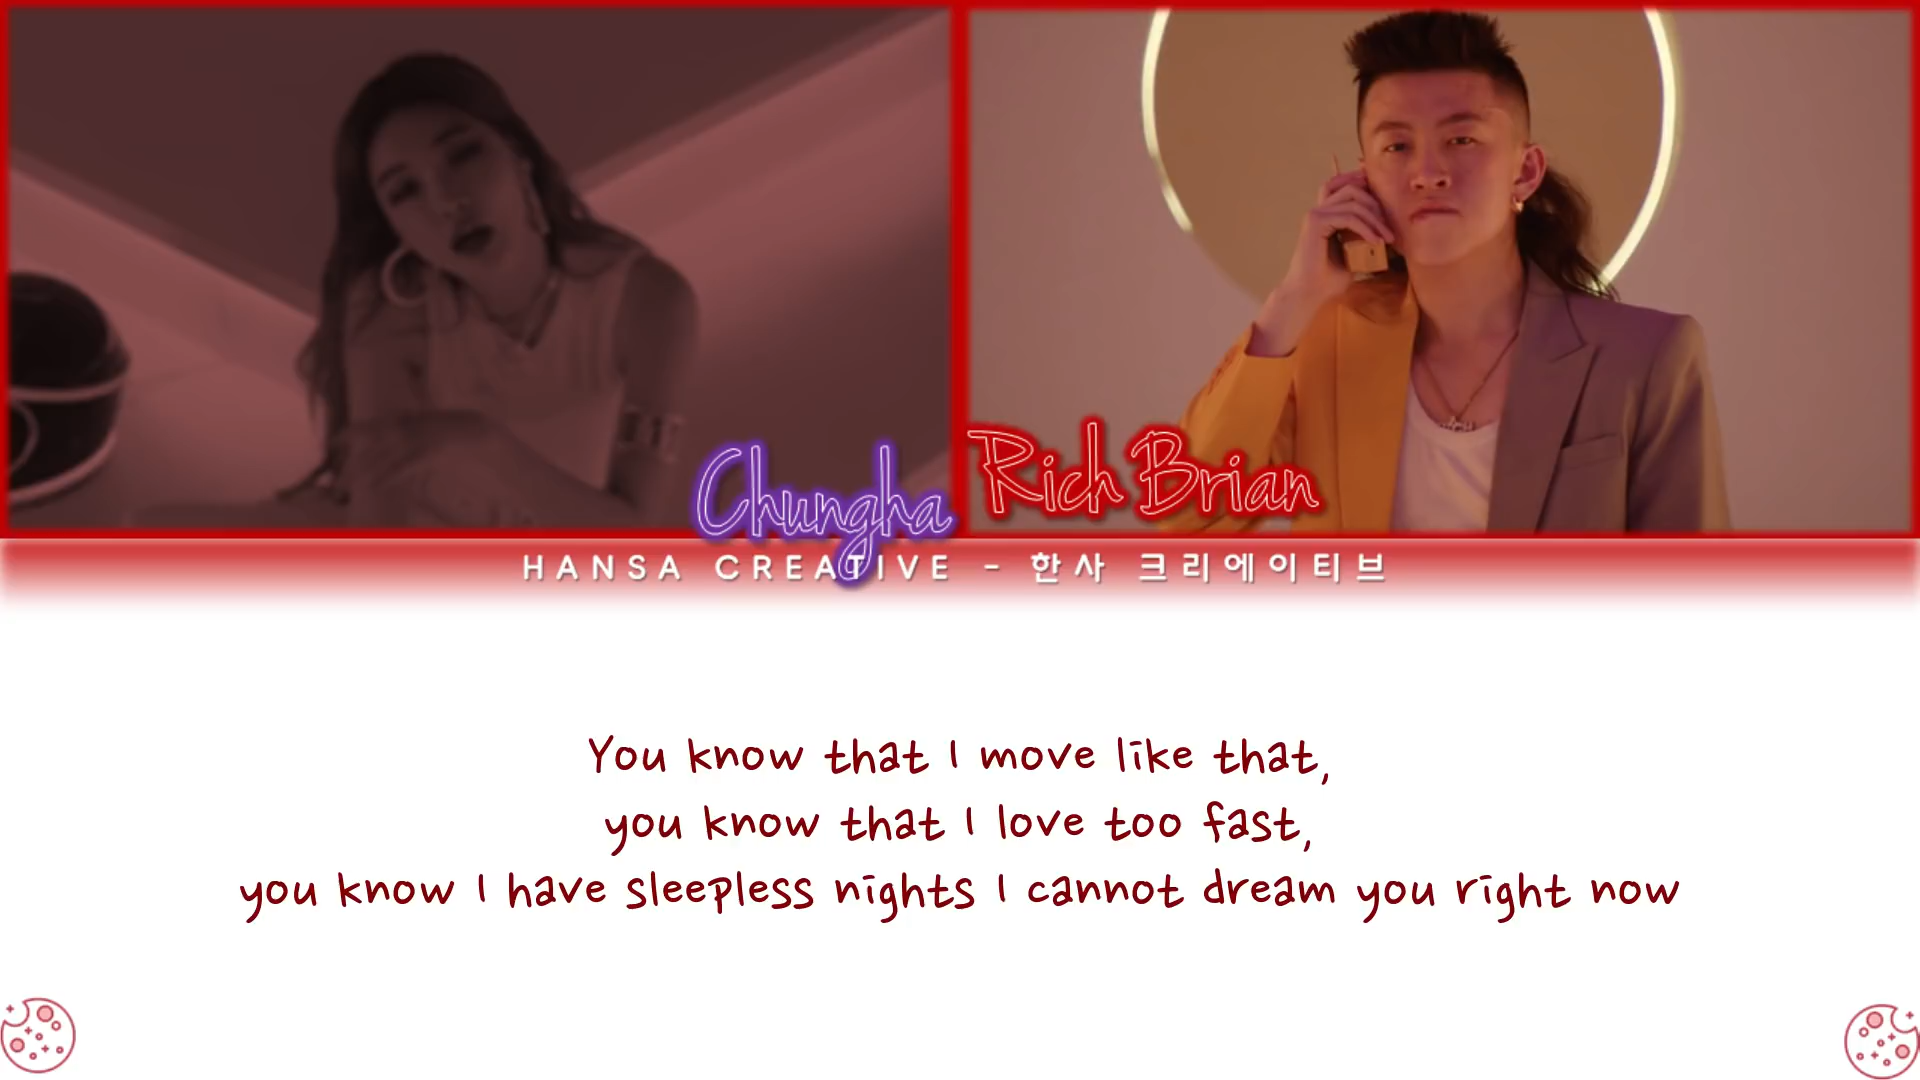 Chungha
Rich Brian
HANSA CREATIVE - 한사 크리에이티브
You know that I move like that,
you know that I love too fast,
you know I have sleepless nights I cannot dream you right now